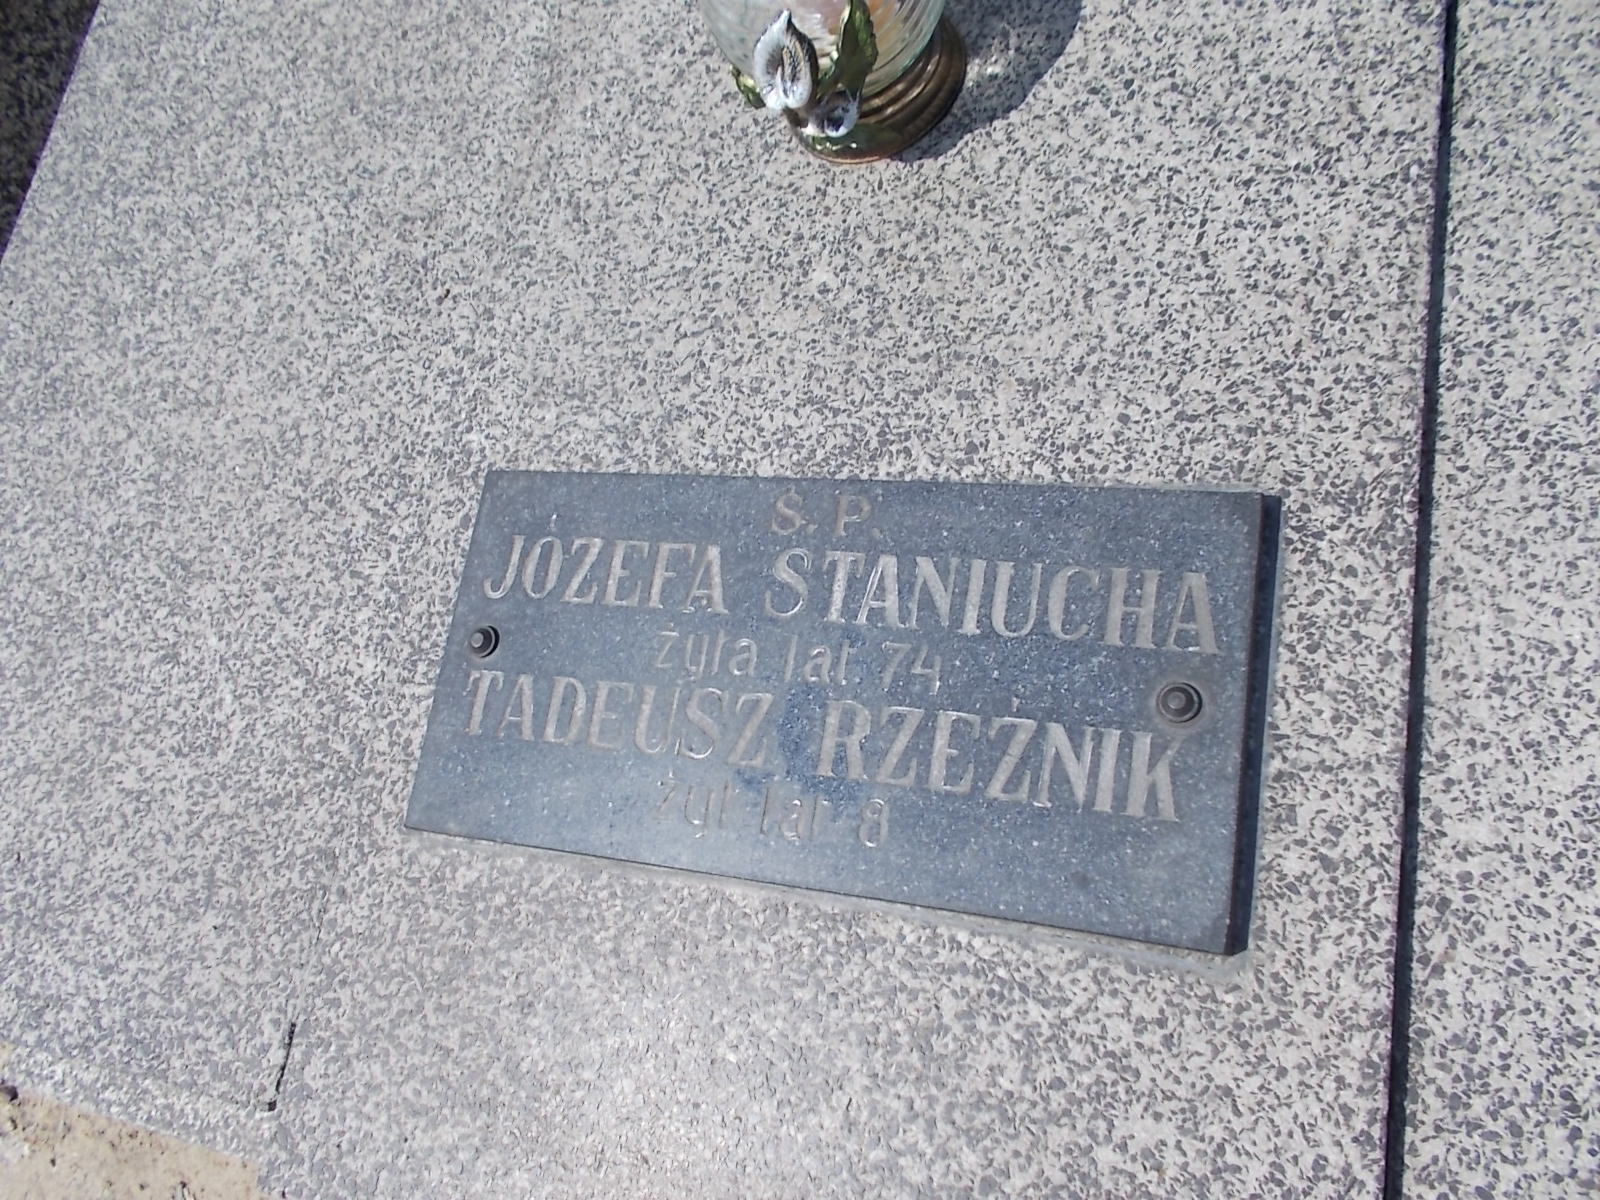 Ś.P.
JÓZEFA STANIUCHA
żyła lat 74
TADEUSZ RZEŹNIK
żył lat 8